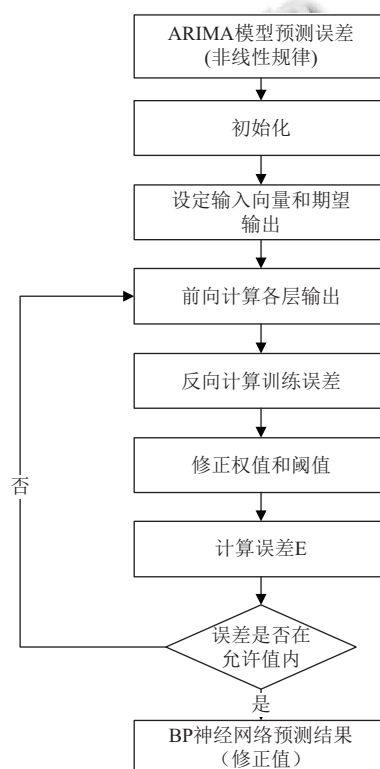 ARIMA模型预测误差
(非线性规律)
初始化
设定输入向量和期望
输出
前向计算各层输出
反向计算训练误差
修正权值和阈值
否
计算误差E
误差是否在
允许值内
是
BP神经网络预测结果
（修正值）